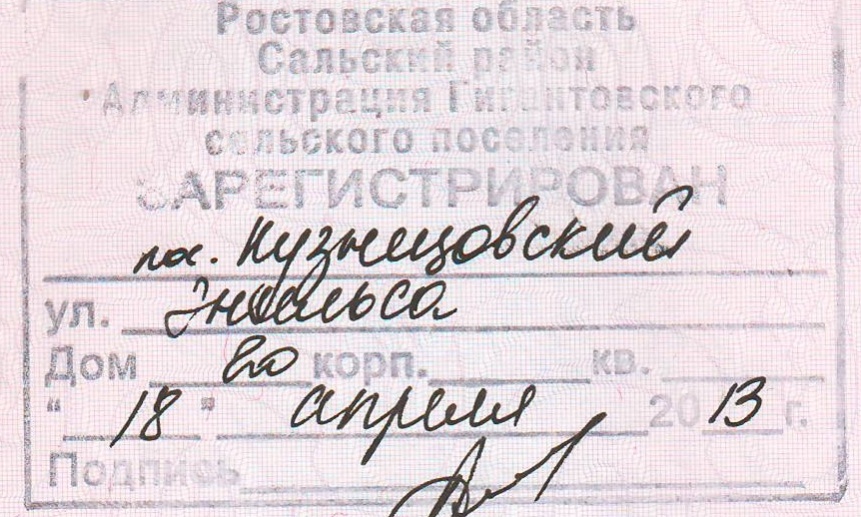 Ростовская область
Сальский район
Администрация Гигантовского
сельского поселения
ЗАРЕГИСТРИРОВАН
пос. Кузнецовский
ул. Энгельса
Дом 20 корп. кв.
"18" апреля 2013 г.
Подпись